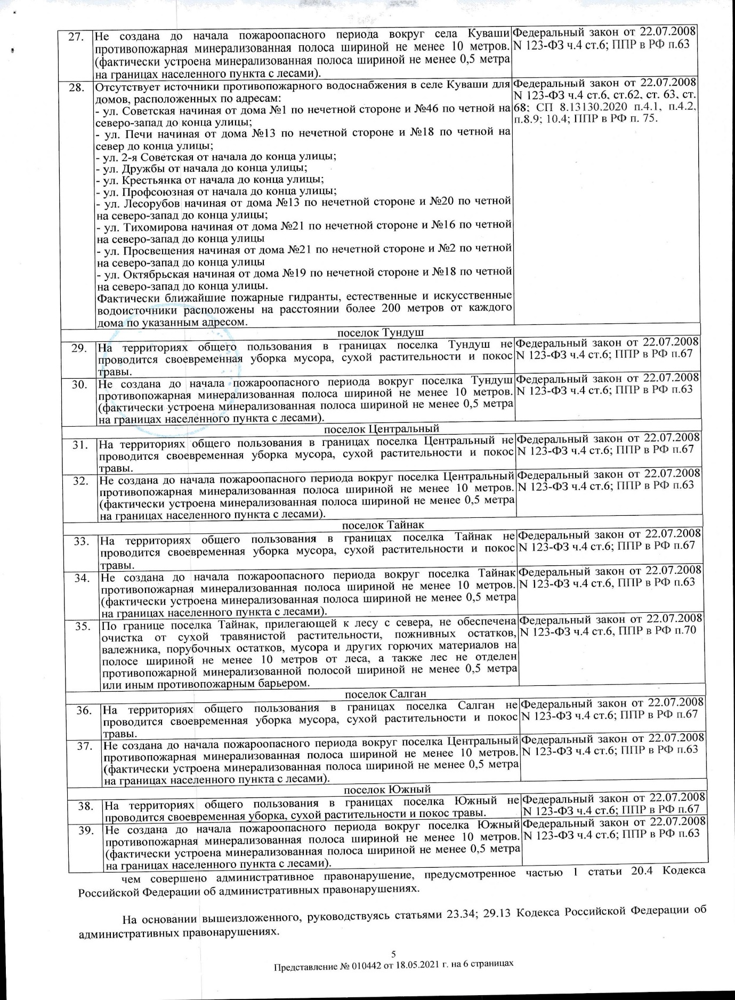 27. Не создана до начала пожароопасного периода вокруг села Куваши Федеральный закон от 22.07.2008
противопожарная минерализованная полоса шириной не менее 10 метров. N 123-ФЗ ч.4 ст.6; ППР в РФ п.63
(фактически устроена минерализованная полоса шириной не менее 0,5 метра
на границах населенного пункта с лесами).
28. Отсутствует источники противопожарного водоснабжения в селе Куваши для Федеральный закон от 22.07.2008
домов, расположенных по адресам: N 123-ФЗ ч.4 ст.6, ст.62, ст. 63, ст.
- ул. Советская начиная от дома №1 по нечетной стороне и №46 по четной на 68; СП 8.13130.2020 п.4.1, п.4.2,
северо-запад до конца улицы; п.8.9; 10.4; ППР в РФ п. 75.
- ул. Печи начиная от дома №13 по нечетной стороне и №18 по четной на
север до конца улицы;
- ул. 2-я Советская от начала до конца улицы;
- ул. Дружбы от начала до конца улицы;
- ул. Крестьянка от начала до конца улицы;
- ул. Профсоюзная от начала до конца улицы;
- ул. Лесорубов начиная от дома №13 по нечетной стороне и №20 по четной
на северо-запад до конца улицы;
- ул. Тихомирова начиная от дома №21 по нечетной стороне и №16 по четной
на северо-запад до конца улицы
- ул. Просвещения начиная от дома №21 по нечетной стороне и №2 по четной
на северо-запад до конца улицы
- ул. Октябрьская начиная от дома №19 по нечетной стороне и №18 по четной
на северо-запад до конца улицы.
Фактически ближайшие пожарные гидранты, естественные и искусственные
водоисточники расположены на расстоянии более 200 метров от каждого
дома по указанным адресом.
поселок Тундуш
29. На территориях общего пользования в границах поселка Тундуш не Федеральный закон от 22.07.2008
проводится своевременная уборка мусора, сухой растительности и покос N 123-ФЗ ч.4 ст.6; ППР в РФ п.67
травы.
30. Не создана до начала пожароопасного периода вокруг поселка Тундуш Федеральный закон от 22.07.2008
противопожарная минерализованная полоса шириной не менее 10 метров. N 123-ФЗ ч.4 ст.6; ППР в РФ п.63
(фактически устроена минерализованная полоса шириной не менее 0,5 метра
на границах населенного пункта с лесами).
поселок Центральный
31. На территориях общего пользования в границах поселка Центральный не Федеральный закон от 22.07.2008
проводится своевременная уборка мусора, сухой растительности и покос N 123-ФЗ ч.4 ст.6; ППР в РФ п.67
травы.
32. Не создана до начала пожароопасного периода вокруг поселка Центральный Федеральный закон от 22.07.2008
противопожарная минерализованная полоса шириной не менее 10 метров. N 123-ФЗ ч.4 ст.6; ППР в РФ п.63
(фактически устроена минерализованная полоса шириной не менее 0,5 метра
на границах населенного пункта с лесами).
поселок Тайнак
33. На территориях общего пользования в границах поселка Тайнак не Федеральный закон от 22.07.2008
проводится своевременная уборка мусора, сухой растительности и покос N 123-ФЗ ч.4 ст.6; ППР в РФ п.67
травы.
34. Не создана до начала пожароопасного периода вокруг поселка Тайнак Федеральный закон от 22.07.2008
противопожарная минерализованная полоса шириной не менее 10 метров. N 123-ФЗ ч.4 ст.6, ППР в РФ п.63
(фактически устроена минерализованная полоса шириной не менее 0,5 метра
на границах населенного пункта с лесами).
35. По границе поселка Тайнак, прилегающей к лесу с севера, не обеспечена Федеральный закон от 22.07.2008
очистка от сухой травянистой растительности, пожнивных остатков, N 123-ФЗ ч.4 ст.6, ППР в РФ п.70
валежника, порубочных остатков, мусора и других горючих материалов на
полосе шириной не менее 10 метров от леса, а также лес не отделен
противопожарной минерализованной полосой шириной не менее 0,5 метра
или иным противопожарным барьером.
поселок Салган
36. На территориях общего пользования в границах поселка Салган не Федеральный закон от 22.07.2008
проводится своевременная уборка мусора, сухой растительности и покос N 123-ФЗ ч.4 ст.6; ППР в РФ п.67
травы.
37. Не создана до начала пожароопасного периода вокруг поселка Центральный Федеральный закон от 22.07.2008
противопожарная минерализованная полоса шириной не менее 10 метров. N 123-ФЗ ч.4 ст.6; ППР в РФ п.63
(фактически устроена минерализованная полоса шириной не менее 0,5 метра
на границах населенного пункта с лесами).
поселок Южный
38. На территориях общего пользования в границах поселка Южный не Федеральный закон от 22.07.2008
проводится своевременная уборка, сухой растительности и покос травы. N 123-ФЗ ч.4 ст.6; ППР в РФ п.67
39. Не создана до начала пожароопасного периода вокруг поселка Южный Федеральный закон от 22.07.2008
противопожарная минерализованная полоса шириной не менее 10 метров. N 123-ФЗ ч.4 ст.6; ППР в РФ п.63
(фактически устроена минерализованная полоса шириной не менее 0,5 метра
на границах населенного пункта с лесами).
чем совершено административное правонарушение, предусмотренное частью 1 статьи 20.4 Кодекса
Российской Федерации об административных правонарушениях.
На основании вышеизложенного, руководствуясь статьями 23.34; 29.13 Кодекса Российской Федерации об
административных правонарушениях.
5
Представление № 010442 от 18.05.2021 г. на 6 страницах